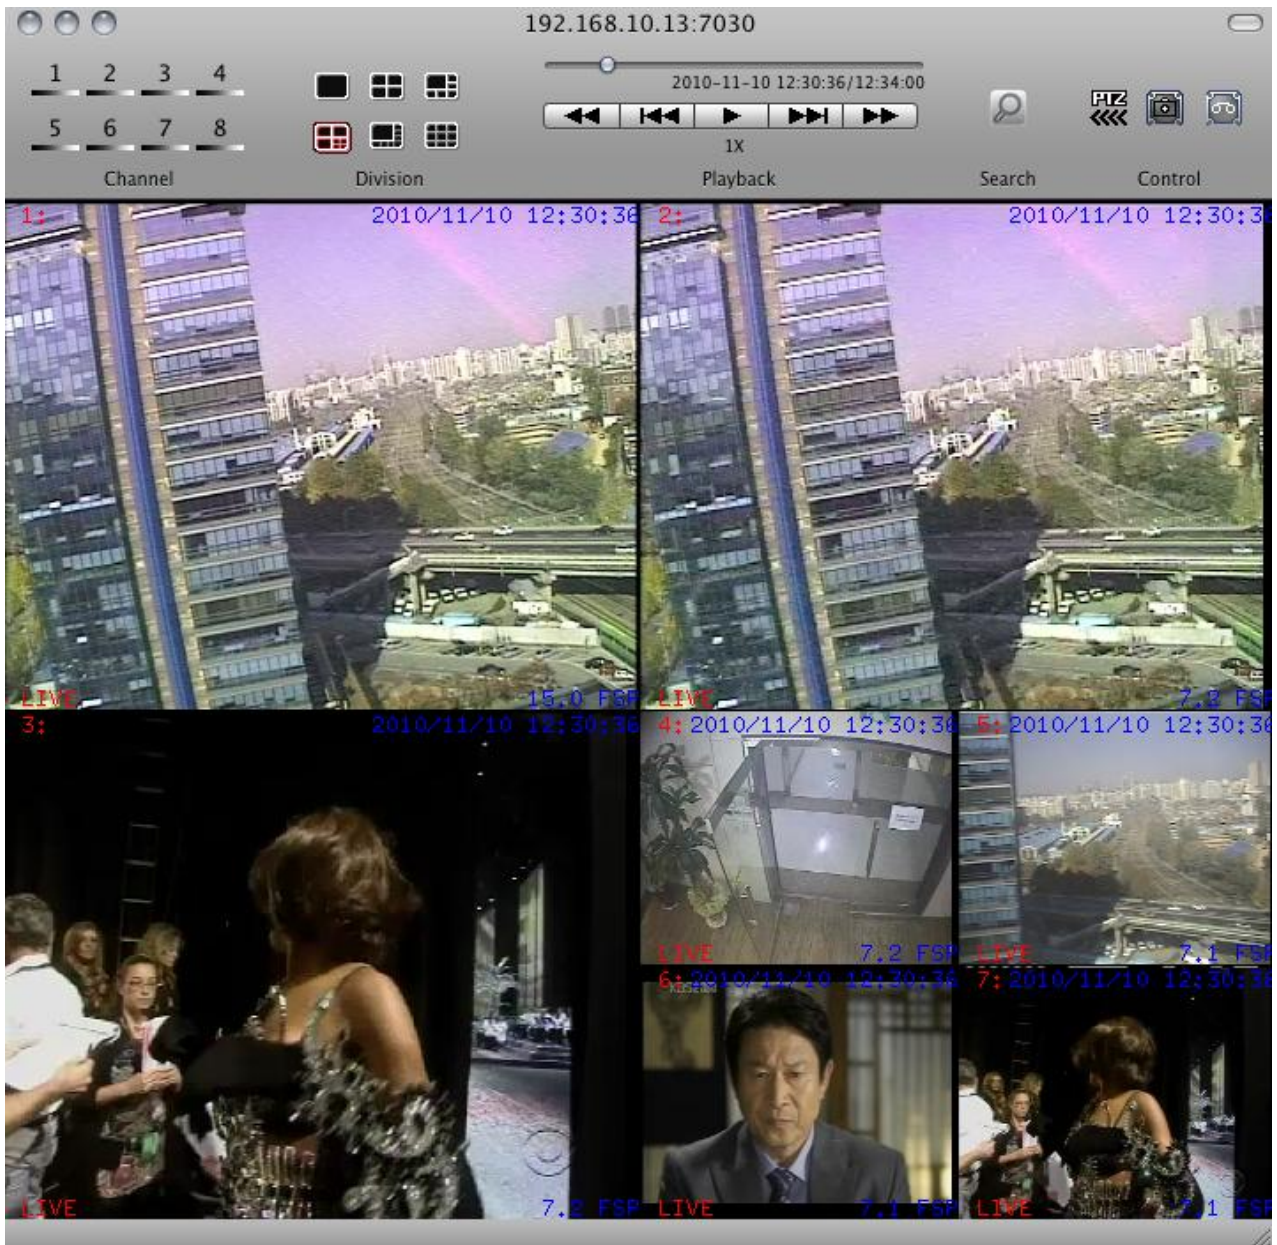 192.168.10.13:7030
1 2 3 4
2010-11-10 12:30:36/12:34:00
PTZ
5 6 7 8
1X
Channel Division Playback Search Control
1: 2010/11/10 12:30:36
2: 2010/11/10 12:30:36
LIVE 15.0 FSP
LIVE 7.2 FSP
3: 2010/11/10 12:30:36
4: 2010/11/10 12:30:36
5: 2010/11/10 12:30:36
LIVE 7.2 FSP
LIVE 7.1 FSP
6: 2010/11/10 12:30:36
7: 2010/11/10 12:30:36
LIVE 7.2 FSP
LIVE 7.1 FSP
LIVE 7.1 FSP